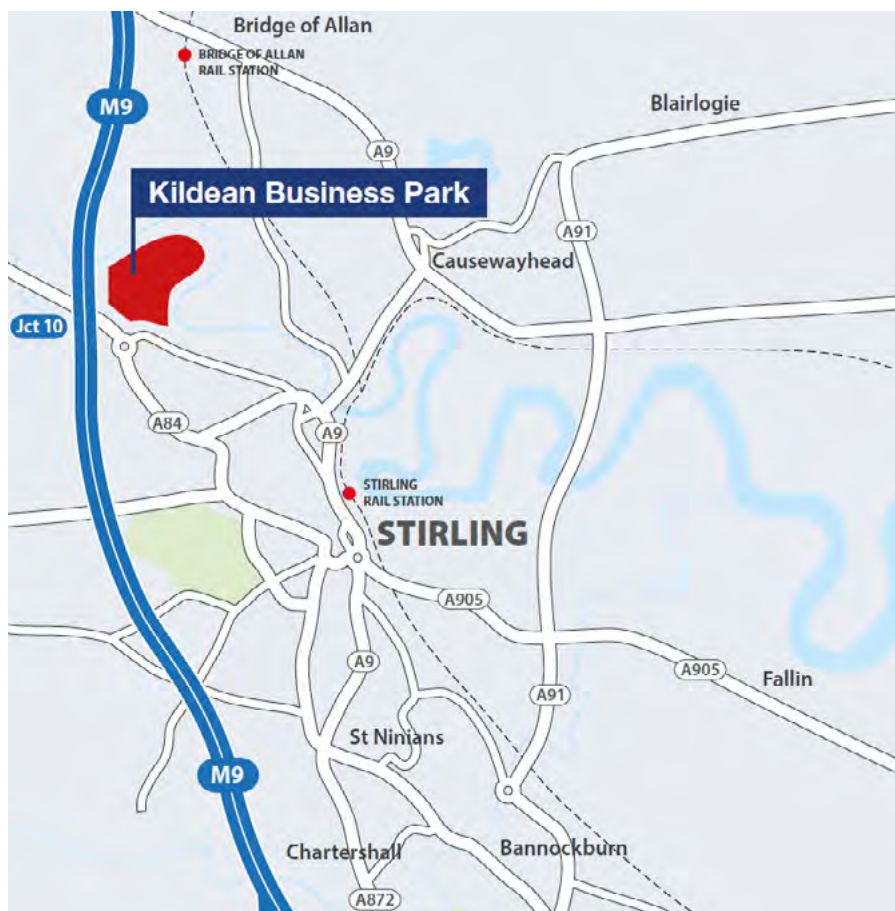 Bridge of Allan
BRIDGE OF ALLAN
RAIL STATION
M9
Blairlogie
A9
Kildean Business Park
A91
Causewayhead
Jct 10
A84
A9
STIRLING
RAIL STATION
STIRLING
A905
A9
A905
Fallin
A91
St Ninians
M9
Chartershall
Bannockburn
A872